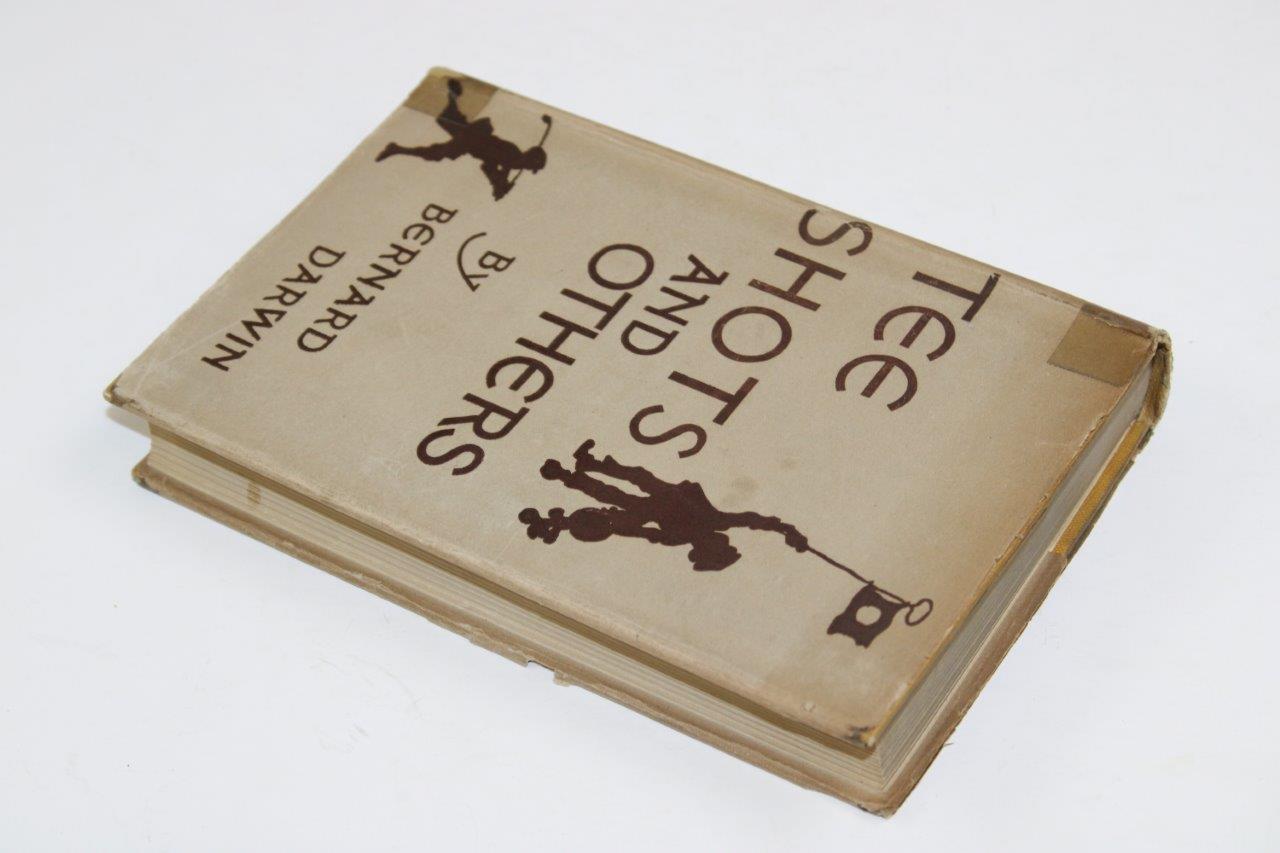 TEE
SHOTS
AND
OTHERS
BY
BERNARD
DARWIN